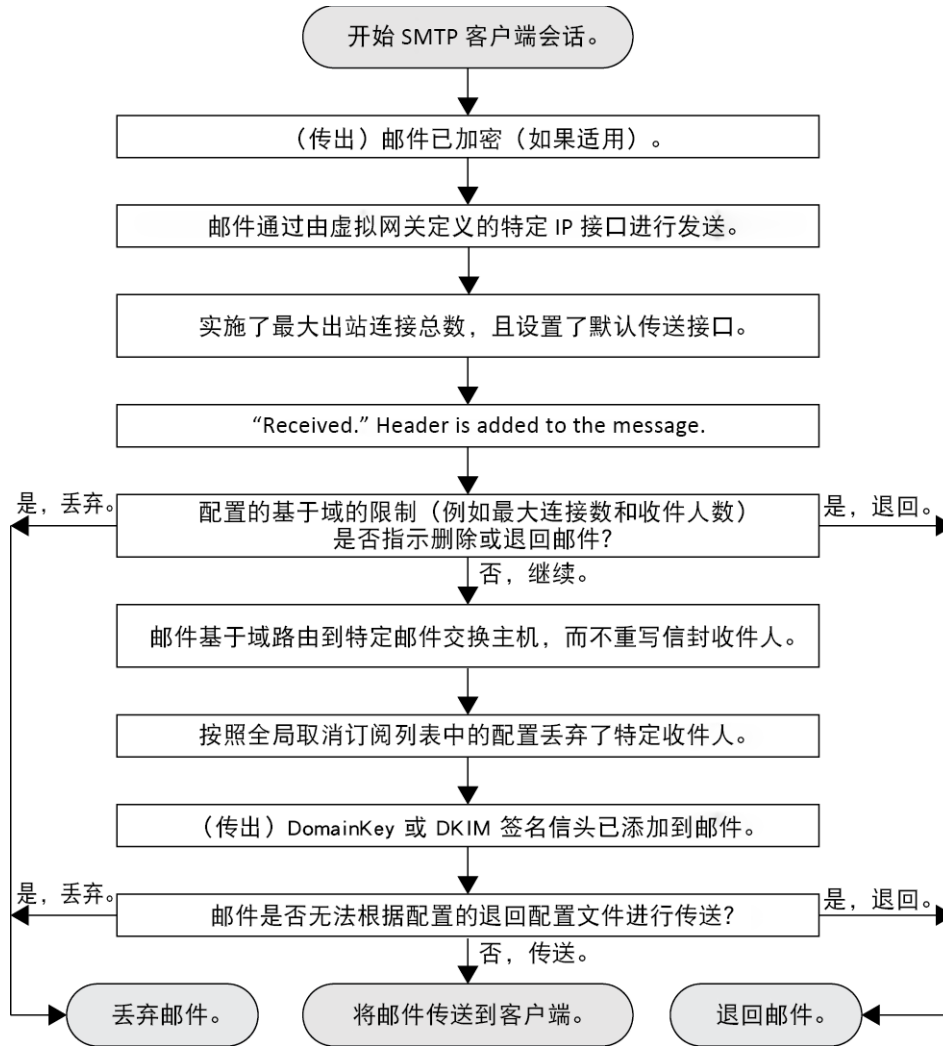 开始 SMTP 客户端会话。
（传出）邮件已加密（如果适用）。
邮件通过由虚拟网关定义的特定 IP 接口进行发送。
实施了最大出站连接总数，且设置了默认传送接口。
“Received.” Header is added to the message.
是，丢弃。
配置的基于域的限制（例如最大连接数和收件人数）
是否指示删除或退回邮件？
是，退回。
否，继续。
邮件基于域路由到特定邮件交换主机，而不重写信封收件人。
按照全局取消订阅列表中的配置丢弃了特定收件人。
（传出）DomainKey 或 DKIM 签名信头已添加到邮件。
是，丢弃。
邮件是否无法根据配置的退回配置文件进行传送？
是，退回。
否，传送。
丢弃邮件。
将邮件传送到客户端。
退回邮件。